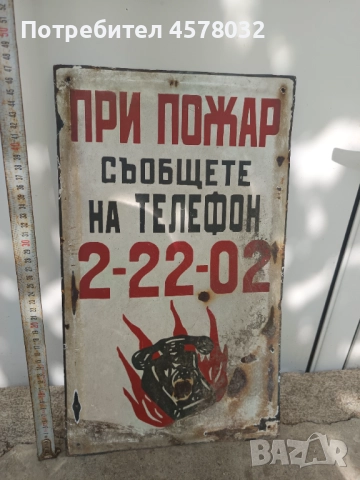 Потребител 4578032
ПРИ ПОЖАР
СЪОБЩЕТЕ
НА ТЕЛЕФОН
2-22-02
BAZAR